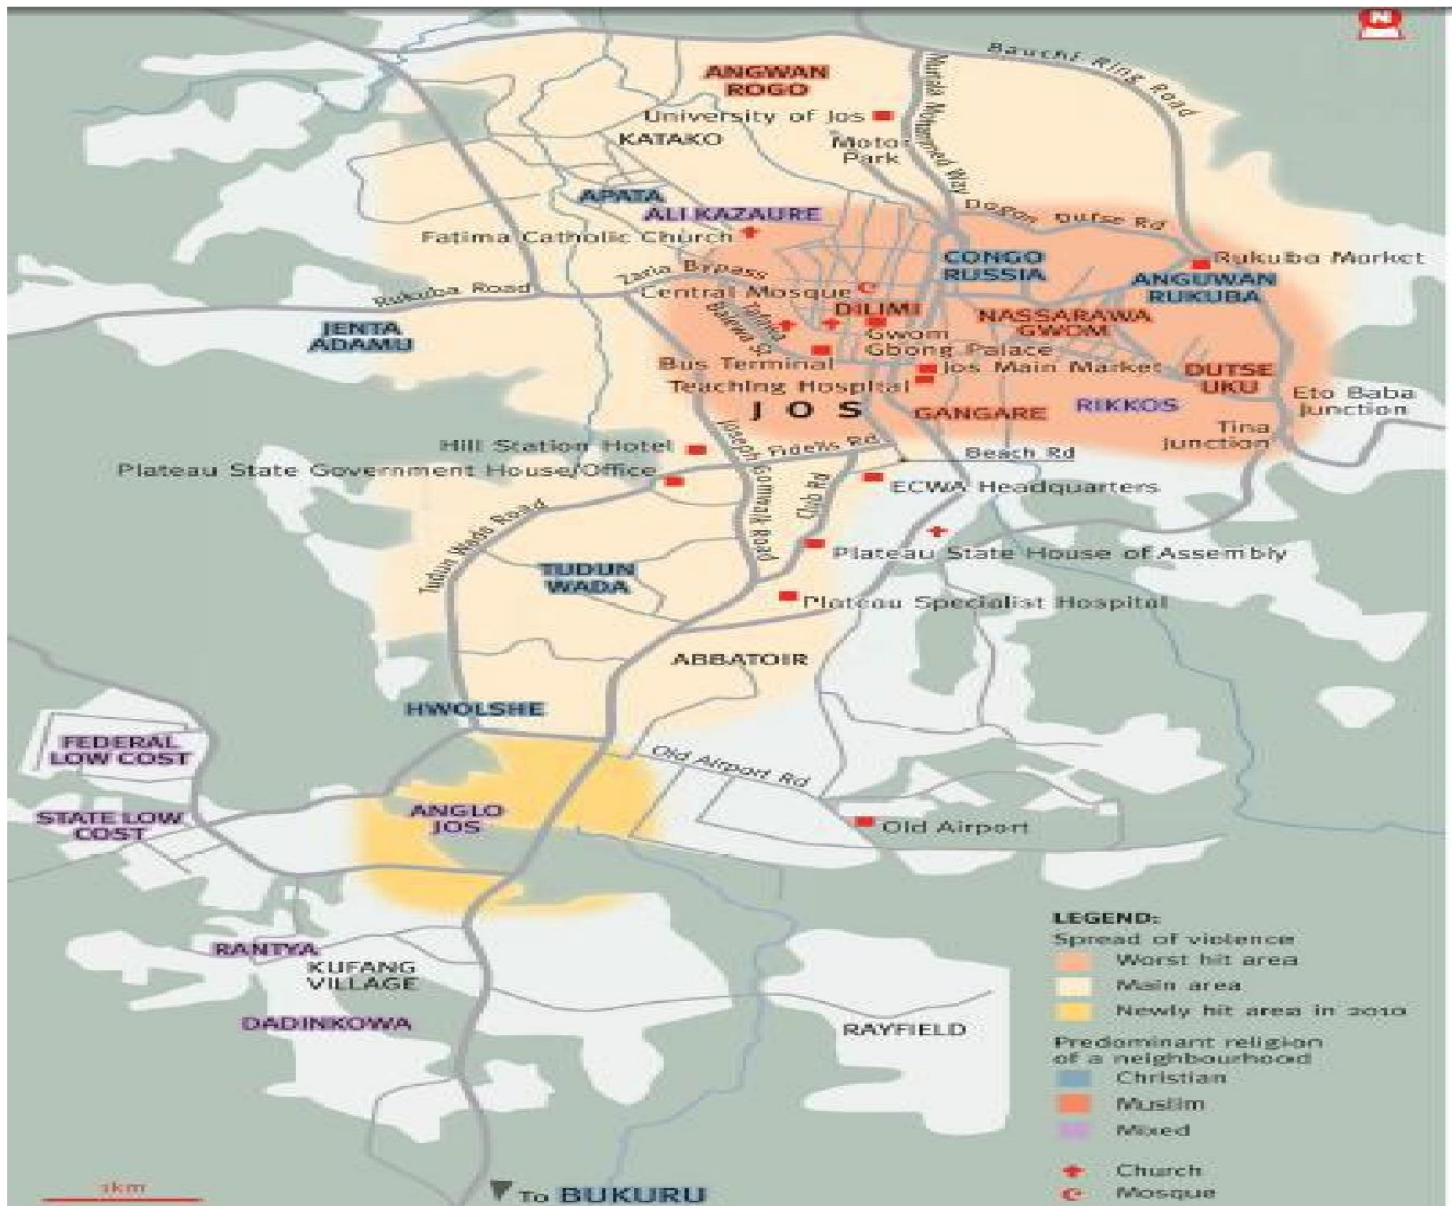 N
Bauchi Ring Road
ANGWAN
ROGO
Murtala Mohammed Way
University of Jos
KATAKO
Motor
Park
APATA
ALI KAZAURE
Dogon Dutse Rd
Fatima Catholic Church
CONGO
RUSSIA
Rukubo Market
Zaria Bypass
ANGUWAN
RUKUBA
Rukuba Road
Central Mosque
DILIMI
NASSARAWA
GWOM
Tafawa
Balewa St
JENTA
ADAMU
Gwom
Gbong Palace
Bus Terminal
Jos Main Market
DUTSE
UKU
Teaching Hospital
JOS
GANGARE
RIKKOS
Eto Baba
Junction
Tina
Junction
Hill Station Hotel
Fidelis Rd
Beach Rd
Plateau State Government House/Office
Joseph Gomwalk Road
Club Rd
ECWA Headquarters
Tudun Wada Road
Plateau State House of Assembly
TUDUN
WADA
Plateau Specialist Hospital
ABBATOIR
HWOLSHE
FEDERAL
LOW COST
Old Airport Rd
ANGLO
JOS
STATE LOW
COST
Old Airport
RANTYA
KUFANG
VILLAGE
DADINKOWA
RAYFIELD
LEGEND:
Spread of violence
Worst hit area
Main area
Newly hit area in 2010
Predominant religion
of a neighbourhood
Christian
Muslim
Mixed
Church
Mosque
1km
To BUKURU